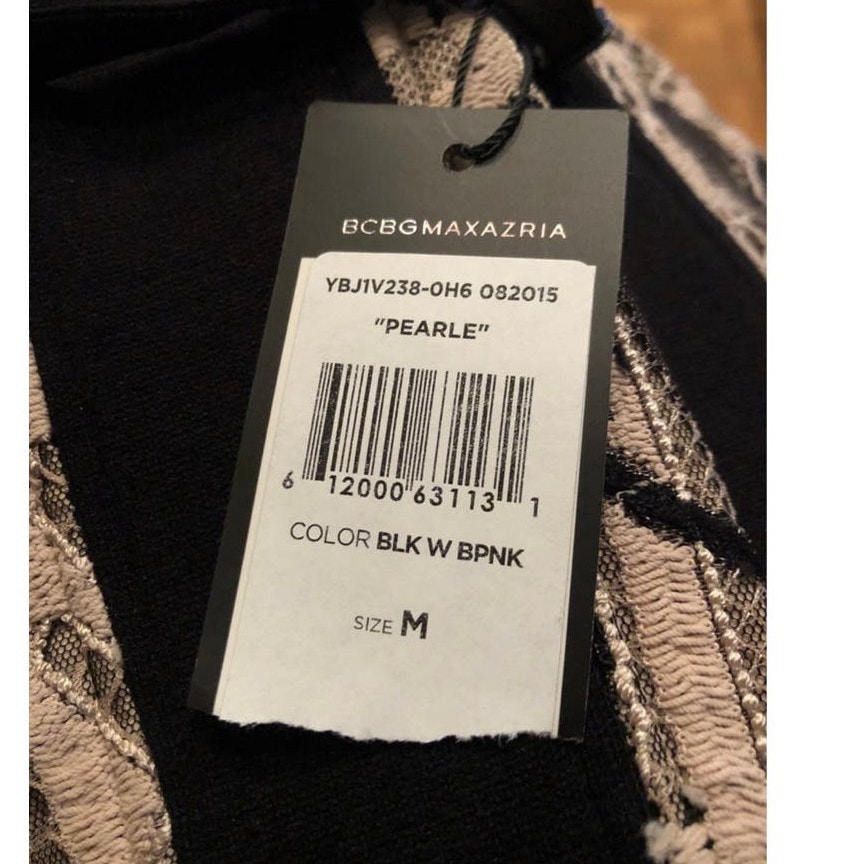 BCBGMAXAZRIA
YBJ1V238-0H6 082015
"PEARLE"
6 12000 63113 1
COLOR BLK W BPNK
SIZE M